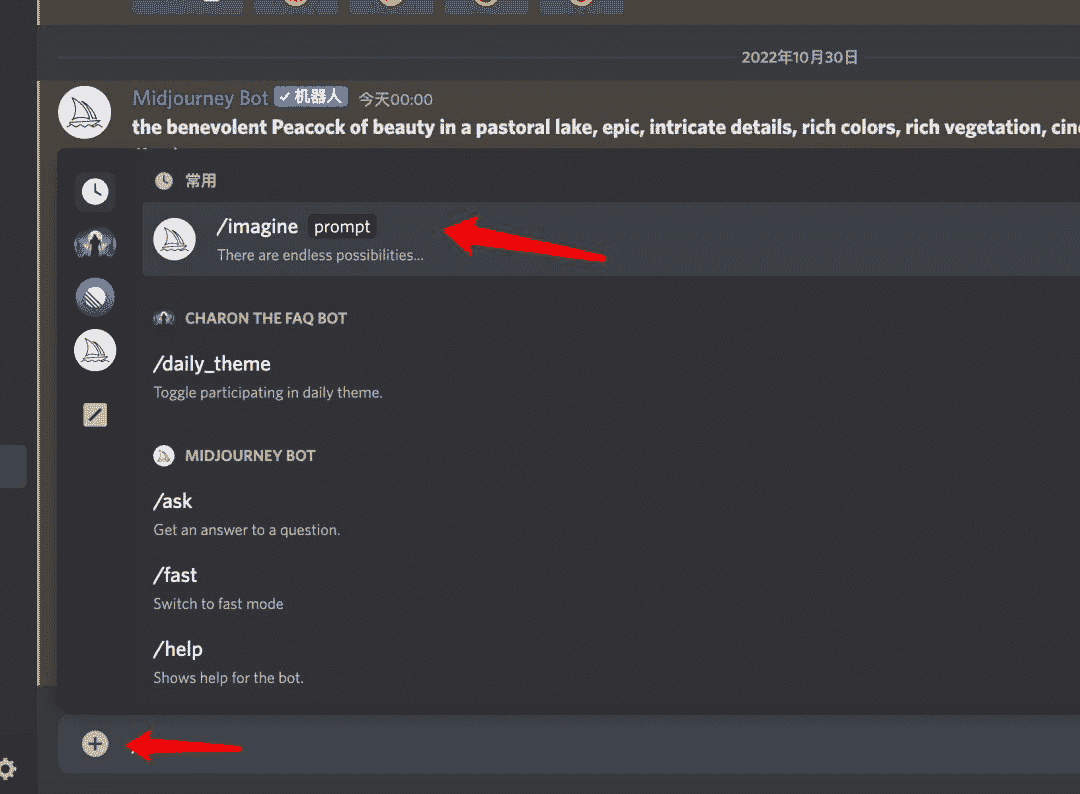 2022年10月30日
Midjourney Bot ✓机器人 今天00:00
the benevolent Peacock of beauty in a pastoral lake, epic, intricate details, rich colors, rich vegetation,
常用
/imagine prompt
There are endless possibilities...
CHARON THE FAQ BOT
/daily_theme
Toggle participating in daily theme.
MIDJOURNEY BOT
/ask
Get an answer to a question.
/fast
Switch to fast mode
/help
Shows help for the bot.